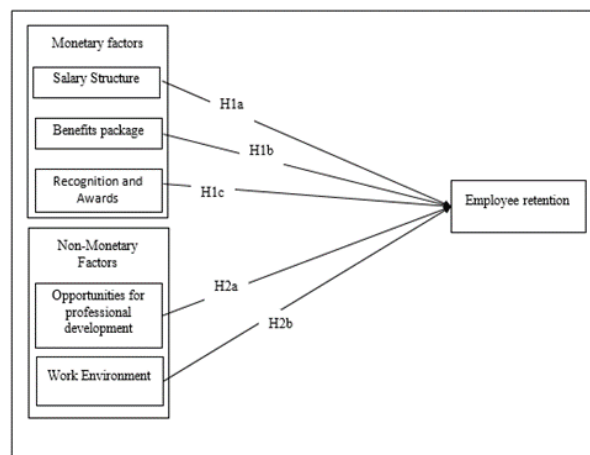 Monetary factors
Salary Structure
H1a
Benefits package
H1b
Recognition and
Awards
H1c
Employee retention
Non-Monetary
Factors
Opportunities for
professional
development
H2a
H2b
Work Environment